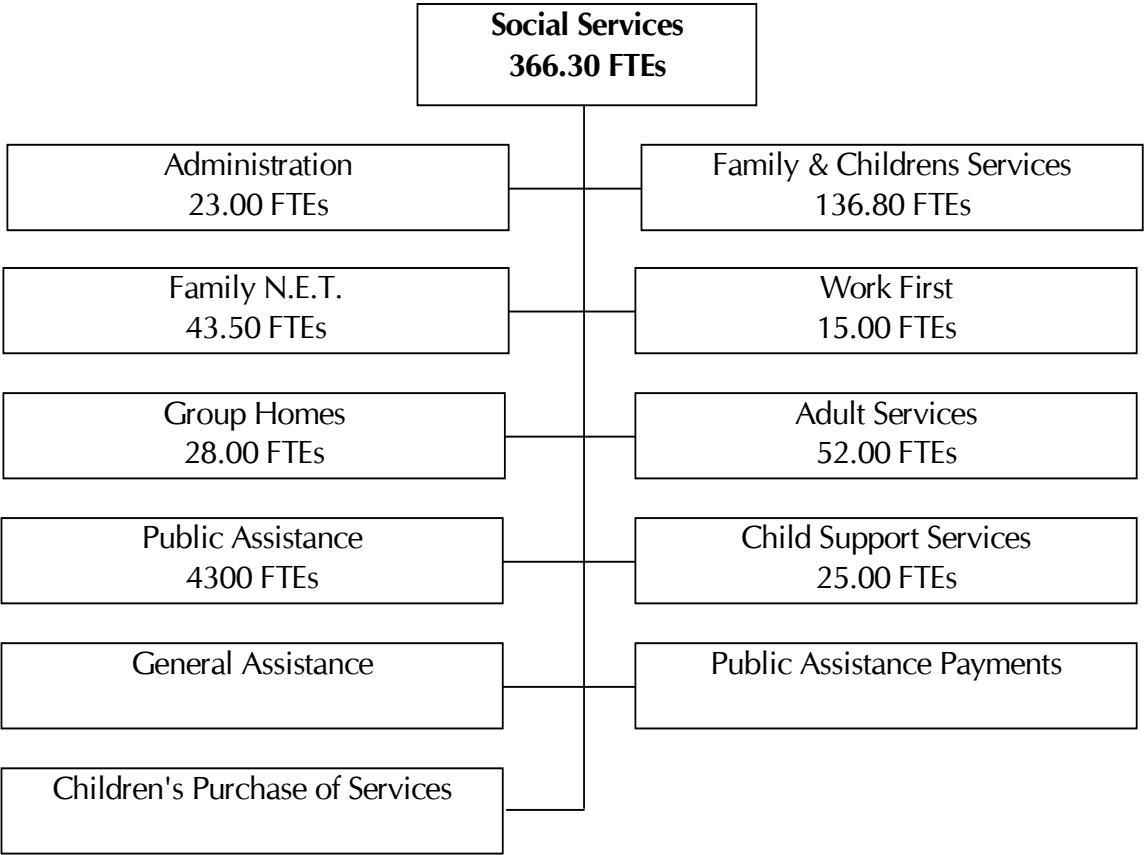 Social Services
366.30 FTEs
Administration
23.00 FTEs
Family & Childrens Services
136.80 FTEs
Family N.E.T.
43.50 FTEs
Work First
15.00 FTEs
Group Homes
28.00 FTEs
Adult Services
52.00 FTEs
Public Assistance
4300 FTEs
Child Support Services
25.00 FTEs
General Assistance
Public Assistance Payments
Children's Purchase of Services